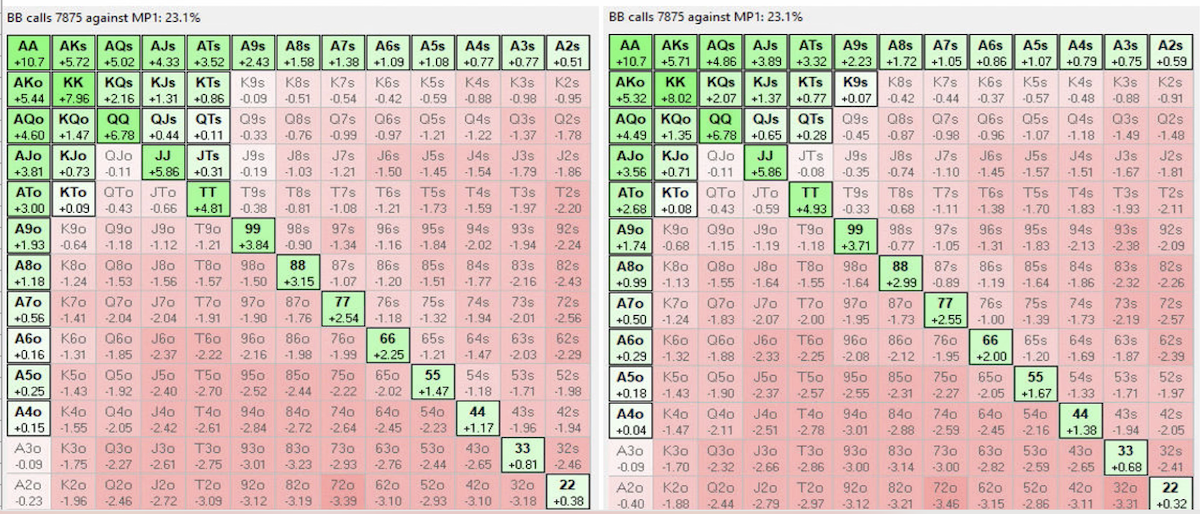 BB calls 7875 against MP1: 23.1%
AA AKs AQs AJs ATs A9s A8s A7s A6s A5s A4s A3s A2s
+10.7 +5.72 +5.02 +4.33 +3.52 +2.43 +1.58 +1.38 +1.09 +1.08 +0.77 +0.77 +0.51
AKo KK KQs KJs KTs K9s K8s K7s K6s K5s K4s K3s K2s
+5.44 +7.96 +2.16 +1.31 +0.86 -0.09 -0.51 -0.54 -0.42 -0.59 -0.88 -0.98 -0.95
AQo KQo QQ QJs QTs Q9s Q8s Q7s Q6s Q5s Q4s Q3s Q2s
+4.60 +1.47 +6.78 +0.44 +0.11 -0.33 -0.76 -0.99 -0.97 -1.21 -1.22 -1.37 -1.78
AJo KJo QJo JJ JTs J9s J8s J7s J6s J5s J4s J3s J2s
+3.81 +0.73 -0.11 +5.86 +0.31 -0.19 -1.03 -1.21 -1.50 -1.45 -1.54 -1.79 -1.86
ATo KTo QTo JTo TT T9s T8s T7s T6s T5s T4s T3s T2s
+3.00 +0.09 -0.43 -0.66 +4.81 -0.38 -0.81 -1.08 -1.21 -1.73 -1.59 -1.97 -2.20
A9o K9o Q9o J9o T9o 99 98s 97s 96s 95s 94s 93s 92s
+1.93 -0.64 -1.18 -1.12 -1.21 +3.84 -0.90 -1.34 -1.16 -1.84 -2.02 -1.94 -2.24
A8o K8o Q8o J8o T8o 98o 88 87s 86s 85s 84s 83s 82s
+1.18 -1.24 -1.53 -1.56 -1.57 -1.50 +3.15 -1.07 -1.20 -1.51 -1.77 -2.16 -2.43
A7o K7o Q7o J7o T7o 97o 87o 77 76s 75s 74s 73s 72s
+0.56 -1.41 -2.04 -2.04 -1.91 -1.90 -1.76 +2.54 -1.18 -1.32 -1.94 -2.01 -2.56
A6o K6o Q6o J6o T6o 96o 86o 76o 66 65s 64s 63s 62s
+0.16 -1.31 -1.85 -2.37 -2.22 -2.16 -1.98 -1.99 +2.25 -1.21 -1.47 -2.03 -2.29
A5o K5o Q5o J5o T5o 95o 85o 75o 65o 55 54s 53s 52s
+0.25 -1.43 -1.92 -2.40 -2.70 -2.52 -2.44 -2.22 -2.02 +1.47 -1.18 -1.71 -1.98
A4o K4o Q4o J4o T4o 94o 84o 74o 64o 54o 44 43s 42s
+0.15 -1.55 -2.05 -2.42 -2.61 -2.84 -2.72 -2.64 -2.45 -2.23 +1.17 -1.96 -1.94
A3o K3o Q3o J3o T3o 93o 83o 73o 63o 53o 43o 33 32s
-0.09 -1.75 -2.27 -2.61 -2.75 -3.01 -3.23 -2.93 -2.76 -2.44 -2.65 +0.81 -2.46
A2o K2o Q2o J2o T2o 92o 82o 72o 62o 52o 42o 32o 22
-0.23 -1.96 -2.46 -2.72 -3.09 -3.12 -3.19 -3.39 -3.10 -2.93 -3.10 -3.18 +0.38
BB calls 7875 against MP1: 23.1%
AA AKs AQs AJs ATs A9s A8s A7s A6s A5s A4s A3s A2s
+10.7 +5.71 +4.86 +3.89 +3.32 +2.23 +1.72 +1.05 +0.86 +1.07 +0.79 +0.75 +0.59
AKo KK KQs KJs KTs K9s K8s K7s K6s K5s K4s K3s K2s
+5.32 +8.02 +2.07 +1.37 +0.77 +0.07 -0.42 -0.44 -0.37 -0.57 -0.48 -0.88 -0.91
AQo KQo QQ QJs QTs Q9s Q8s Q7s Q6s Q5s Q4s Q3s Q2s
+4.49 +1.35 +6.78 +0.65 +0.28 -0.45 -0.87 -0.98 -0.96 -1.07 -1.18 -1.49 -1.48
AJo KJo QJo JJ JTs J9s J8s J7s J6s J5s J4s J3s J2s
+3.56 +0.71 -0.11 +5.86 -0.08 -0.35 -0.74 -1.10 -1.45 -1.57 -1.51 -1.67 -1.81
ATo KTo QTo JTo TT T9s T8s T7s T6s T5s T4s T3s T2s
+2.68 +0.08 -0.43 -0.59 +4.93 -0.33 -0.68 -1.11 -1.38 -1.70 -1.83 -1.93 -2.11
A9o K9o Q9o J9o T9o 99 98s 97s 96s 95s 94s 93s 92s
+1.74 -0.68 -1.15 -1.19 -1.18 +3.71 -0.77 -1.05 -1.31 -1.83 -2.13 -2.38 -2.09
A8o K8o Q8o J8o T8o 98o 88 87s 86s 85s 84s 83s 82s
+0.99 -1.13 -1.55 -1.64 -1.55 -1.64 +2.99 -0.89 -1.19 -1.64 -1.86 -2.32 -2.26
A7o K7o Q7o J7o T7o 97o 87o 77 76s 75s 74s 73s 72s
+0.50 -1.24 -1.83 -2.07 -2.00 -1.95 -1.73 +2.55 -1.00 -1.39 -1.73 -2.19 -2.57
A6o K6o Q6o J6o T6o 96o 86o 76o 66 65s 64s 63s 62s
+0.29 -1.32 -1.88 -2.33 -2.25 -2.08 -2.12 -1.95 +2.00 -1.20 -1.69 -1.87 -2.39
A5o K5o Q5o J5o T5o 95o 85o 75o 65o 55 54s 53s 52s
+0.18 -1.43 -1.90 -2.37 -2.57 -2.55 -2.31 -2.27 -2.05 +1.67 -1.33 -1.71 -1.97
A4o K4o Q4o J4o T4o 94o 84o 74o 64o 54o 44 43s 42s
+0.04 -1.47 -2.11 -2.51 -2.78 -3.01 -2.88 -2.59 -2.45 -2.16 +1.38 -1.94 -2.05
A3o K3o Q3o J3o T3o 93o 83o 73o 63o 53o 43o 33 32s
-0.09 -1.70 -2.32 -2.66 -2.86 -3.00 -3.14 -3.00 -2.82 -2.59 -2.65 +0.68 -2.41
A2o K2o Q2o J2o T2o 92o 82o 72o 62o 52o 42o 32o 22
-0.40 -1.88 -2.44 -2.79 -2.97 -3.12 -3.21 -3.46 -3.15 -2.86 -3.11 -3.31 +0.32